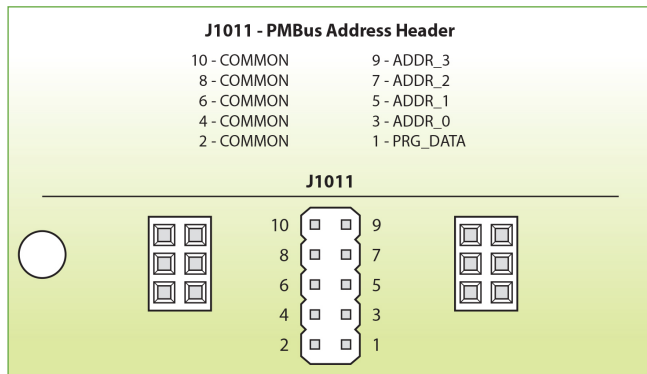 J1011 - PMBus Address Header
10 - COMMON 9 - ADDR_3
8 - COMMON 7 - ADDR_2
6 - COMMON 5 - ADDR_1
4 - COMMON 3 - ADDR_0
2 - COMMON 1 - PRG_DATA
J1011
10 9
8 7
6 5
4 3
2 1